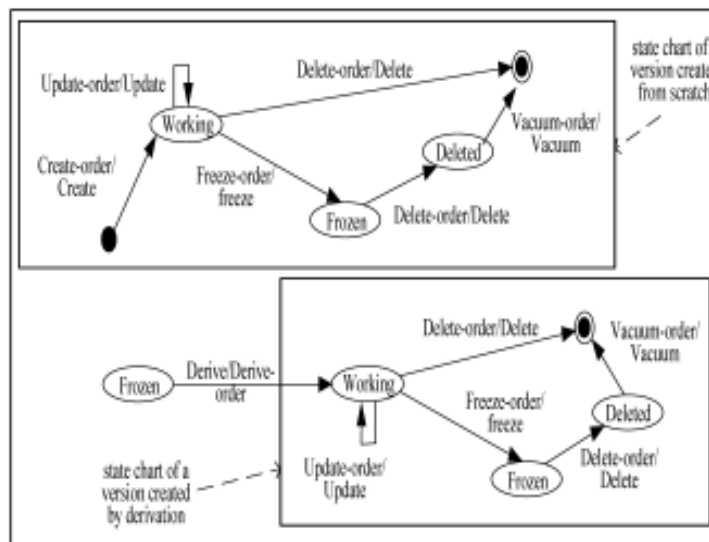 state chart of
version create
from scratch
Update-order/Update
Delete-order/Delete
Working
Vacuum-order/
Vacuum
Deleted
Create-order/
Create
Freeze-order/
freeze
Frozen
Delete-order/Delete
Delete-order/Delete
Vacuum-order/
Vacuum
Frozen
Derive/Derive-
order
Working
Freeze-order/
freeze
Deleted
Update-order/
Update
Frozen
Delete-order/
Delete
state chart of a
version created
by derivation